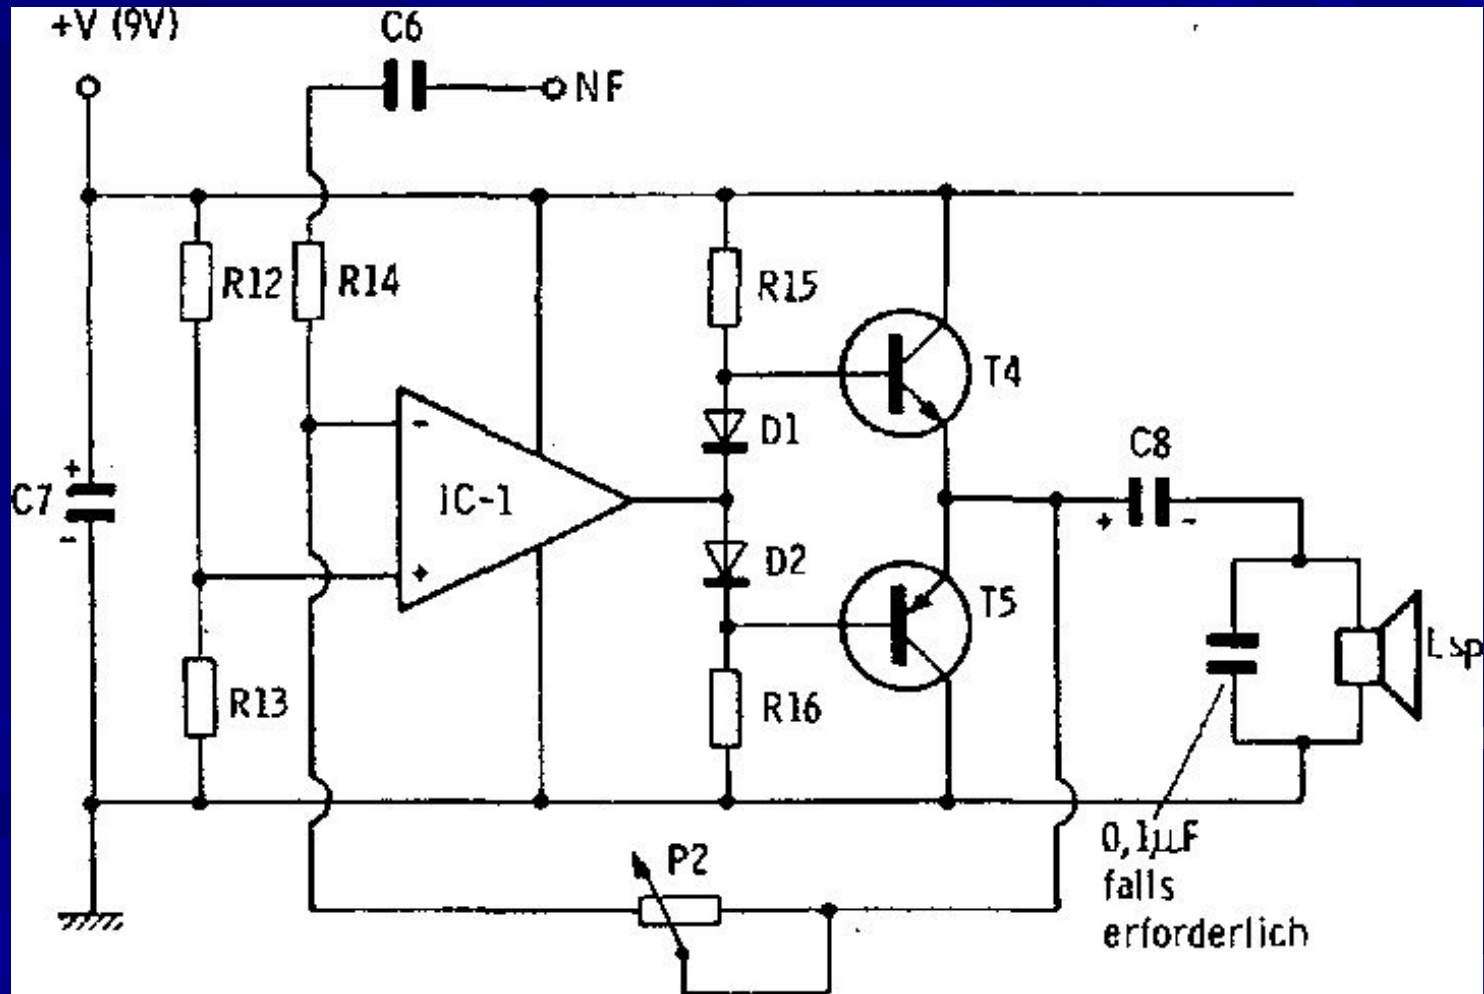 +V (9V)
C6
NF
R12
R14
R15
T4
D1
C8
+
-
IC-1
C7
+
-
+
-
D2
T5
Lsp
R13
R16
P2
0,1µF
falls
erforderlich